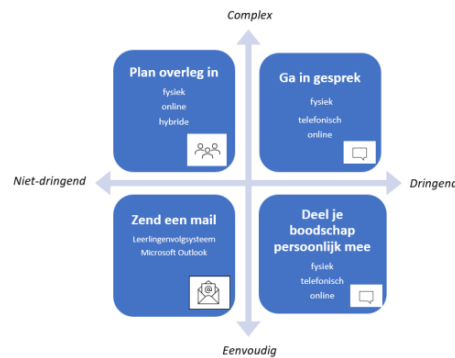 Complex
Plan overleg in
fysiek
online
hybride
Ga in gesprek
fysiek
telefonisch
online
Niet-dringend
Dringend
Zend een mail
Leerlingenvolgsysteem
Microsoft Outlook
Deel je
boodschap
persoonlijk mee
fysiek
telefonisch
online
Eenvoudig